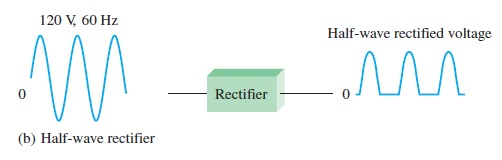 120 V, 60 Hz
Half-wave rectified voltage
0
Rectifier
0
(b) Half-wave rectifier